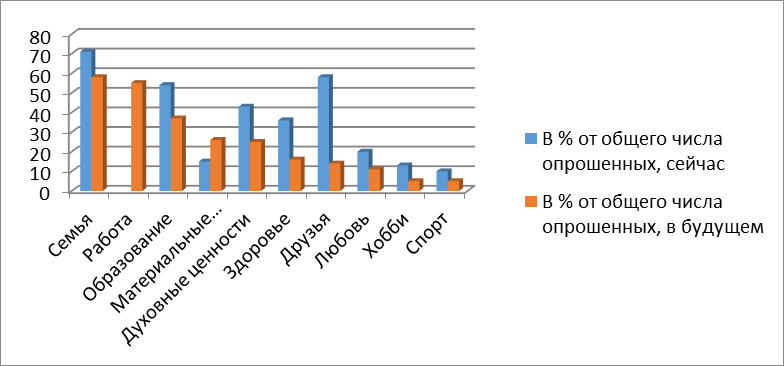 80
70
60
50
40
30
20
10
0
Семья
Работа
Образование
Материальные...
Духовные ценности
Здоровье
Друзья
Любовь
Хобби
Спорт
В % от общего числа
опрошенных, сейчас
В % от общего числа
опрошенных, в будущем